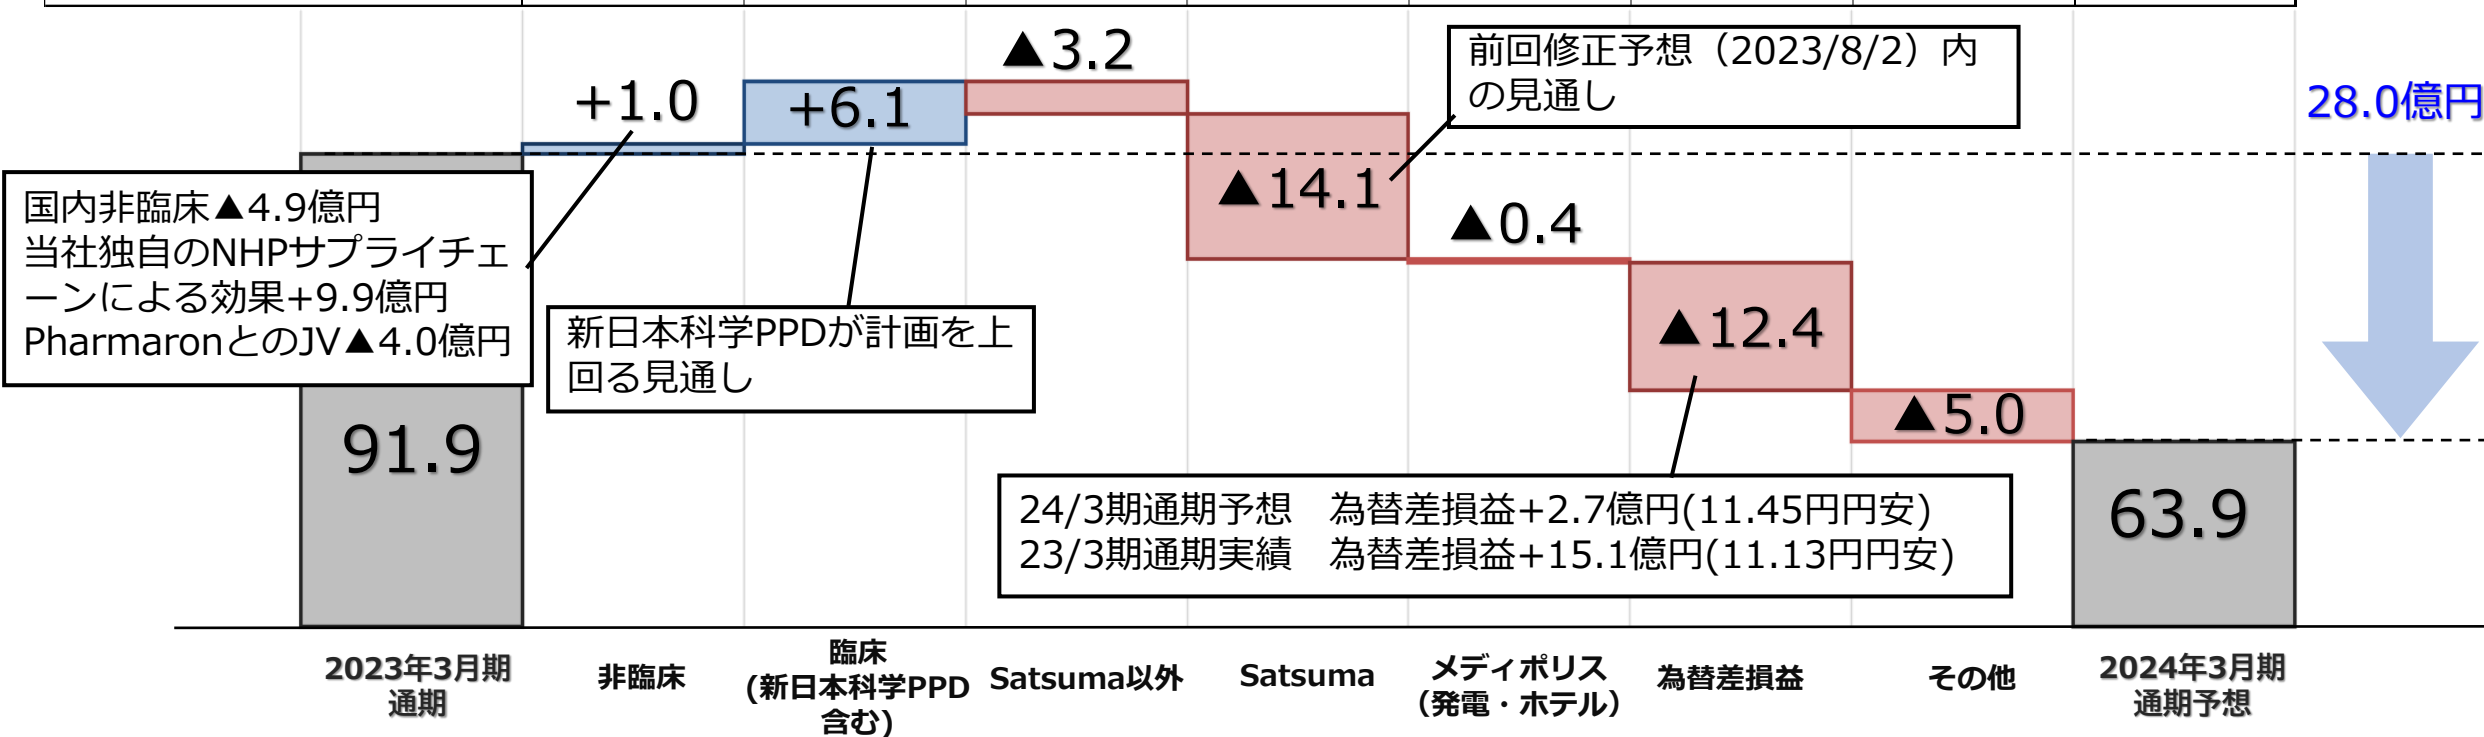 ▲3.2
前回修正予想（2023/8/2）内
の見通し
+1.0
+6.1
28.0億円
▲14.1
▲0.4
国内非臨床▲4.9億円
当社独自のNHPサプライチェ
ーンによる効果+9.9億円
PharmaronとのJV▲4.0億円
新日本科学PPDが計画を上
回る見通し
▲12.4
▲5.0
91.9
24/3期通期予想　為替差損益+2.7億円(11.45円円安)
23/3期通期実績　為替差損益+15.1億円(11.13円円安)
63.9
2023年3月期
通期
非臨床
臨床
(新日本科学PPD
含む)
Satsuma以外
Satsuma
メディポリス
（発電・ホテル）
為替差損益
その他
2024年3月期
通期予想